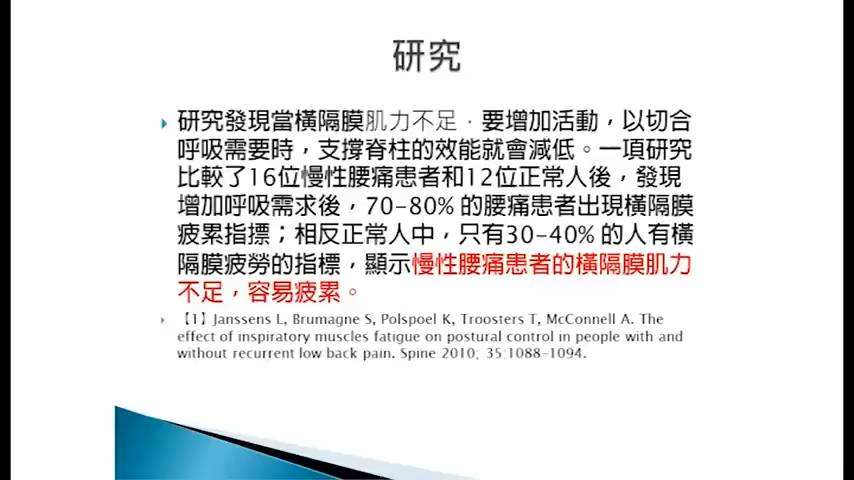 研究
研究發現當橫隔膜肌力不足，要增加活動，以切合
呼吸需要時，支撐脊柱的效能就會減低。一項研究
比較了16位慢性腰痛患者和12位正常人後，發現
增加呼吸需求後，70-80% 的腰痛患者出現橫隔膜
疲累指摽；相反正常人中，只有30-40% 的人有橫
隔膜疲勞的指標，顯示慢性腰痛患者的橫隔膜肌力
不足，容易疲累。
【1】Janssens L, Brumagne S, Polspoel K, Troosters T, McConnell A. The
effect of inspiratory muscles fatigue on postural control in people with and
without recurrent low back pain. Spine 2010; 35:1088-1094.